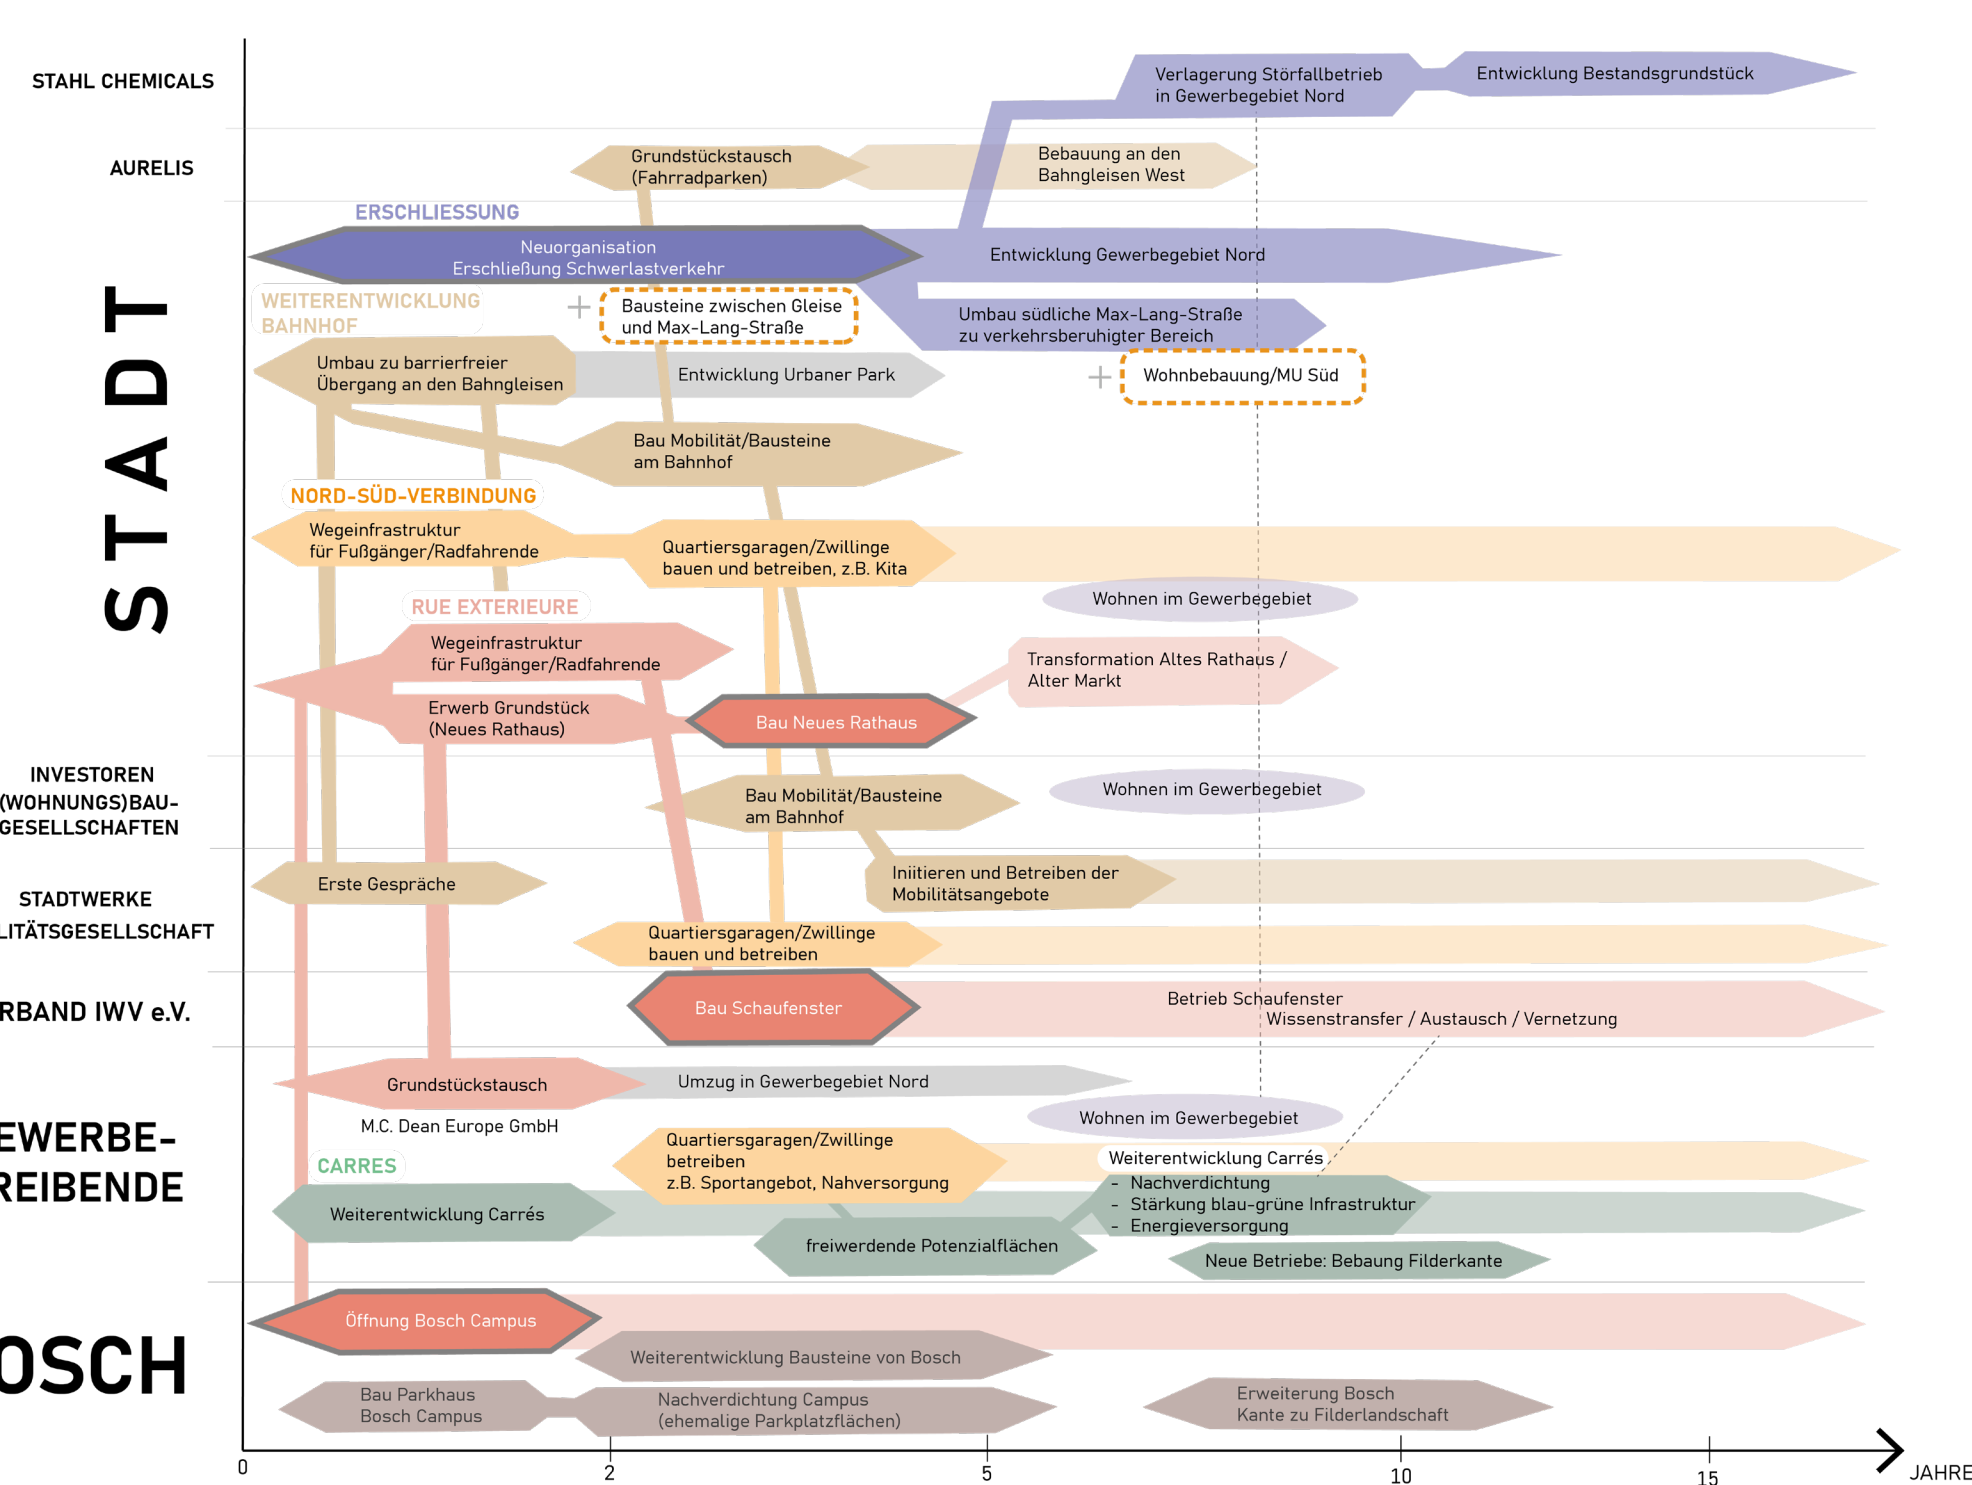 STAHL CHEMICALS
Verlagerung Störfallbetrieb
in Gewerbegebiet Nord
Entwicklung Bestandsgrundstück
AURELIS
Grundstückstausch
(Fahrradparken)
Bebauung an den
Bahngleisen West
STADT
ERSCHLIESSUNG
Neuorganisation
Erschließung Schwerlastverkehr
Entwicklung Gewerbegebiet Nord
WEITERENTWICKLUNG
BAHNHOF
+
Bausteine zwischen Gleise
und Max-Lang-Straße
Umbau südliche Max-Lang-Straße
zu verkehrsberuhigter Bereich
Umbau zu barrierefreier
Übergang an den Bahngleisen
Entwicklung Urbaner Park
+
Wohnbebauung/MU Süd
Bau Mobilität/Bausteine
am Bahnhof
NORD-SÜD-VERBINDUNG
Wegeinfrastruktur
für Fußgänger/Radfahrende
Quartiersgaragen/Zwillinge
bauen und betreiben, z.B. Kita
RUE EXTERIEURE
Wohnen im Gewerbegebiet
Wegeinfrastruktur
für Fußgänger/Radfahrende
Transformation Altes Rathaus /
Alter Markt
Erwerb Grundstück
(Neues Rathaus)
Bau Neues Rathaus
INVESTOREN
(WOHNUNGS)BAU-
GESELLSCHAFTEN
Bau Mobilität/Bausteine
am Bahnhof
Wohnen im Gewerbegebiet
STADTWERKE
LITÄTSGESELLSCHAFT
Erste Gespräche
Iniitieren und Betreiben der
Mobilitätsangebote
Quartiersgaragen/Zwillinge
bauen und betreiben
RBAND IWV e.V.
Bau Schaufenster
Betrieb Schaufenster
Wissenstransfer / Austausch / Vernetzung
EWERBE-
REIBENDE
Grundstückstausch
Umzug in Gewerbegebiet Nord
M.C. Dean Europe GmbH
Wohnen im Gewerbegebiet
Quartiersgaragen/Zwillinge
betreiben
z.B. Sportangebot, Nahversorgung
CARRES
Weiterentwicklung Carrés
Weiterentwicklung Carrés
- Nachverdichtung
- Stärkung blau-grüne Infrastruktur
- Energieversorgung
freiwerdende Potenzialflächen
Neue Betriebe: Bebaung Filderkante
OSCH
Öffnung Bosch Campus
Weiterentwicklung Bausteine von Bosch
Bau Parkhaus
Bosch Campus
Nachverdichtung Campus
(ehemalige Parkplatzflächen)
Erweiterung Bosch
Kante zu Filderlandschaft
0
2
5
10
15
JAHRE